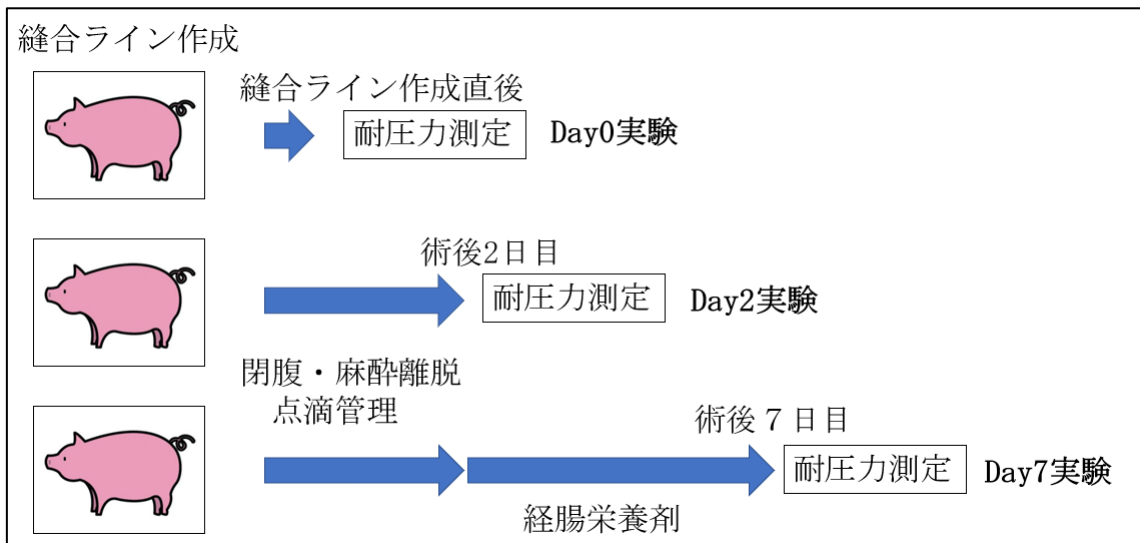 縫合ライン作成
縫合ライン作成直後
耐圧力測定 Day0実験
術後2日目
耐圧力測定 Day2実験
閉腹・麻酔離脱
点滴管理
術後７日目
耐圧力測定 Day7実験
経腸栄養剤